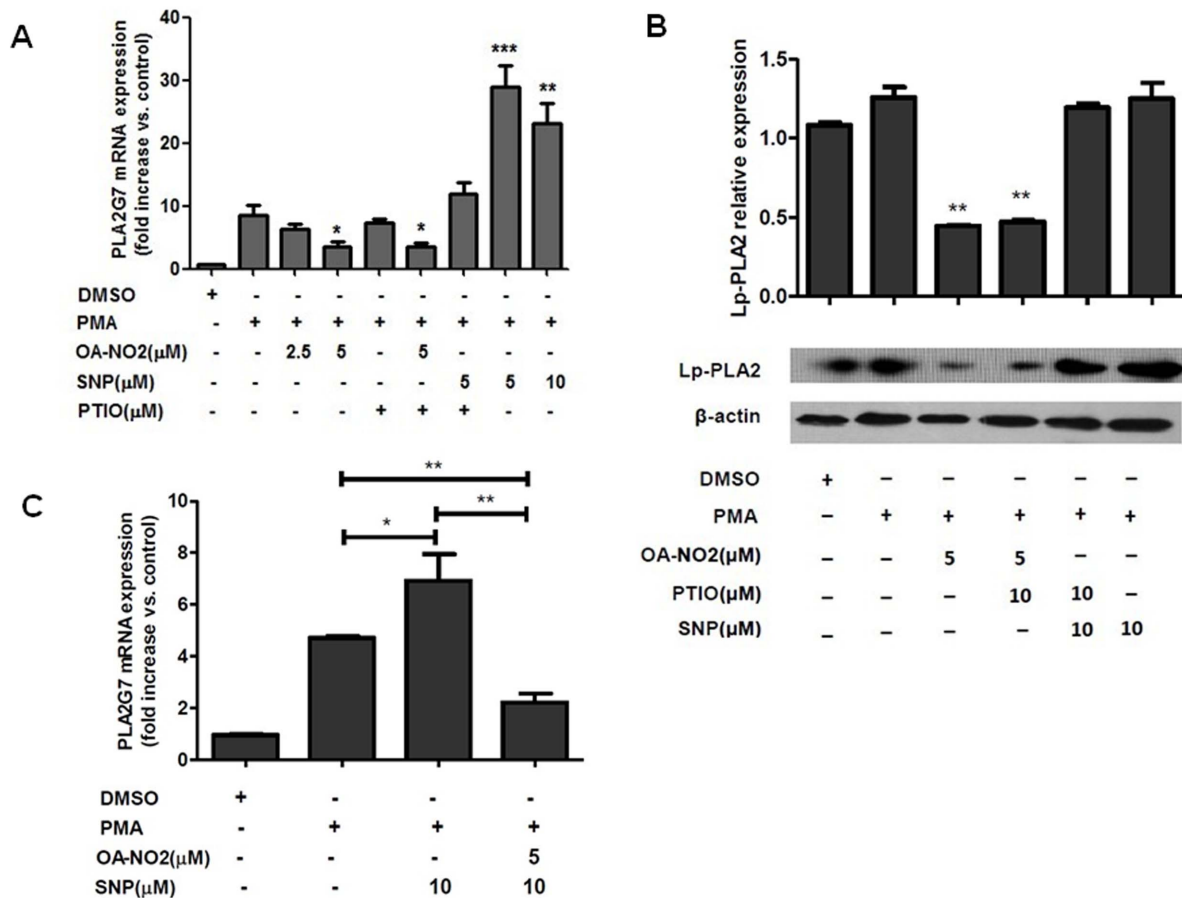 A
PLA2G7 mRNA expression
(fold increase vs. control)
40
30
20
10
0
*
*
***
**
DMSO + - - - - - - - -
PMA - + + + + + + + +
OA-NO2(μM) - - 2.5 5 - 5 - - -
SNP(μM) - - - - - - 5 5 10
PTIO(μM) - - - - + + + - -
B
Lp-PLA2 relative expression
1.5
1.0
0.5
0.0
**
**
Lp-PLA2
β-actin
DMSO + – – – – –
PMA – + + + + +
OA-NO2(μM) – – 5 5 – –
PTIO(μM) – – – 10 10 –
SNP(μM) – – – – 10 10
C
PLA2G7 mRNA expression
(fold increase vs. control)
10
8
6
4
2
0
**
**
*
DMSO + - - -
PMA - + + +
OA-NO2(μM) - - - 5
SNP(μM) - - 10 10